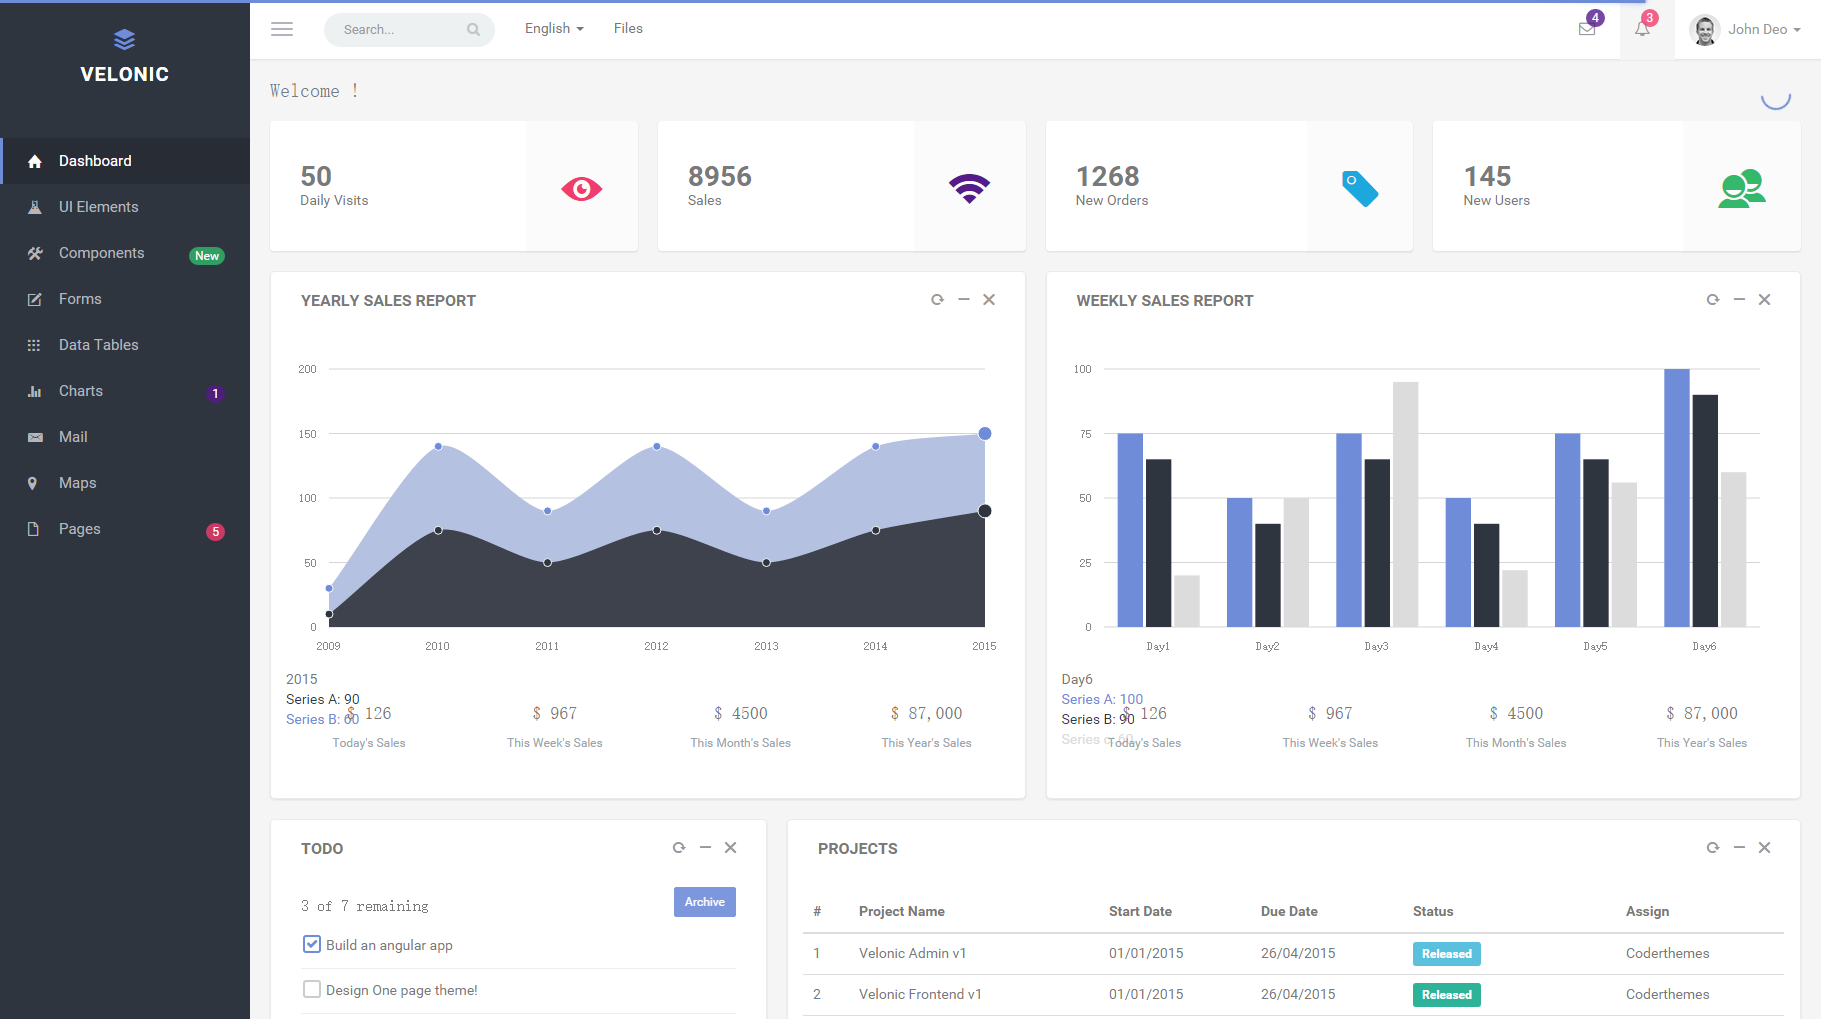 VELONIC
Dashboard
UI Elements
Components New
Forms
Data Tables
Charts 1
Mail
Maps
Pages 5
Search... English Files 4 3 John Deo
Welcome !
50
Daily Visits
8956
Sales
1268
New Orders
145
New Users
YEARLY SALES REPORT
200
150
100
50
0
2009 2010 2011 2012 2013 2014 2015
2015
Series A: 90
Series B: 60
$ 126 $ 967 $ 4500 $ 87,000
Today's Sales This Week's Sales This Month's Sales This Year's Sales
WEEKLY SALES REPORT
100
75
50
25
0
Day1 Day2 Day3 Day4 Day5 Day6
Day6
Series A: 100
Series B: 90
Series c: 60
$ 126 $ 967 $ 4500 $ 87,000
Today's Sales This Week's Sales This Month's Sales This Year's Sales
TODO
3 of 7 remaining Archive
Build an angular app
Design One page theme!
PROJECTS
# Project Name Start Date Due Date Status Assign
1 Velonic Admin v1 01/01/2015 26/04/2015 Released Coderthemes
2 Velonic Frontend v1 01/01/2015 26/04/2015 Released Coderthemes